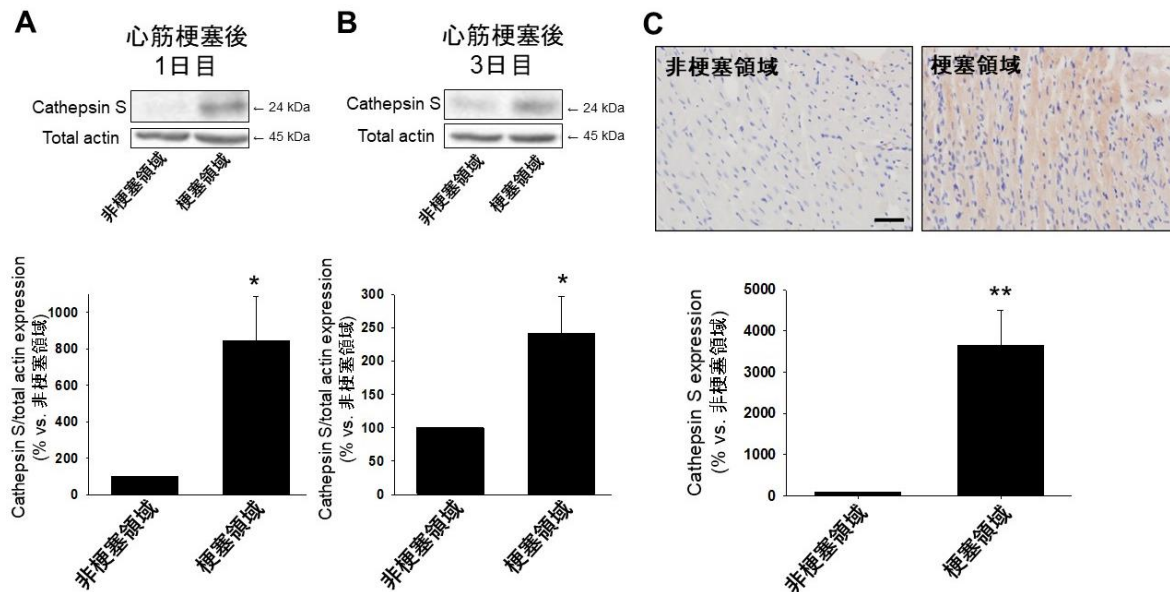 A
心筋梗塞後
1日目
Cathepsin S
← 24 kDa
Total actin
← 45 kDa
非梗塞領域
梗塞領域
Cathepsin S/total actin expression
(% vs. 非梗塞領域)
1000
800
600
400
200
0
*
非梗塞領域
梗塞領域
B
心筋梗塞後
3日目
Cathepsin S
← 24 kDa
Total actin
← 45 kDa
非梗塞領域
梗塞領域
Cathepsin S/total actin expression
(% vs. 非梗塞領域)
300
250
200
150
100
50
0
*
非梗塞領域
梗塞領域
C
非梗塞領域
梗塞領域
Cathepsin S expression
(% vs. 非梗塞領域)
5000
4000
3000
2000
1000
0
**
非梗塞領域
梗塞領域